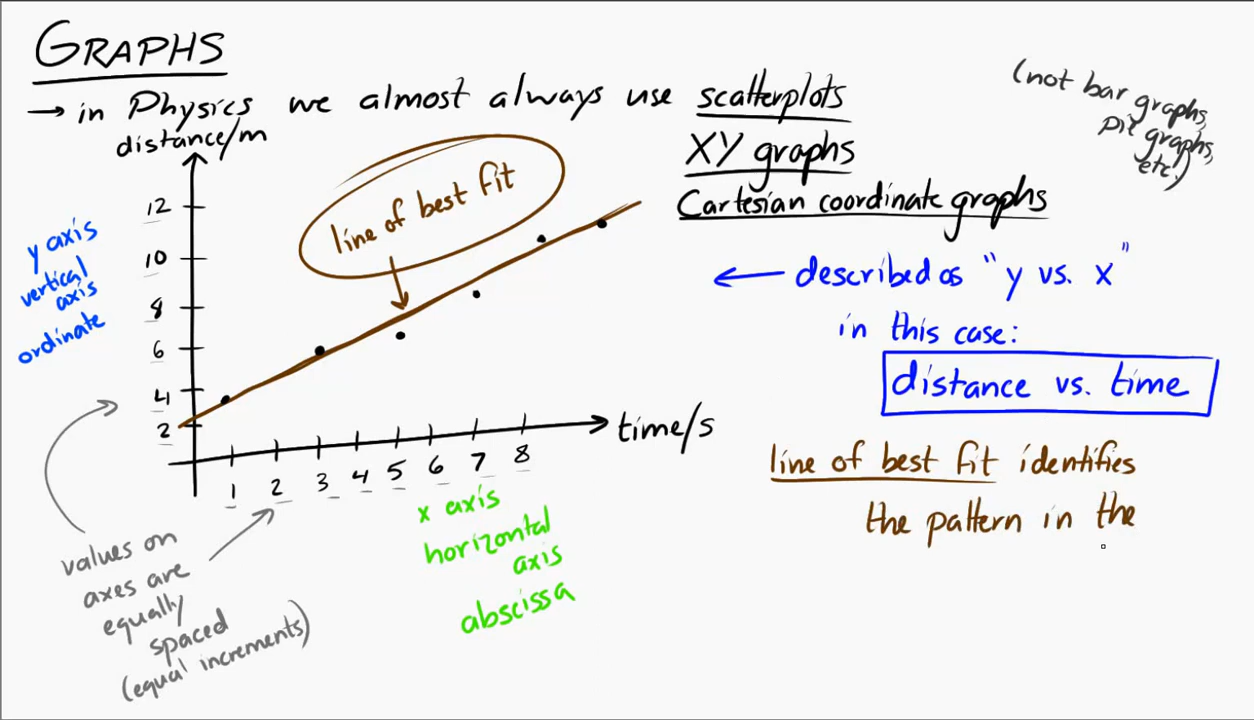 GRAPHS
→ in Physics we almost always use scatterplots
(not bar graphs,
pie graphs,
etc.)
XY graphs
Cartesian coordinate graphs
distance/m
12
10
8
6
4
2
y axis
vertical
axis
ordinate
line of best fit
time/s
1 2 3 4 5 6 7 8
x axis
horizontal
axis
abscissa
values on
axes are
equally
spaced
(equal increments)
← described as "y vs. x"
in this case:
distance vs. time
line of best fit identifies
the pattern in the